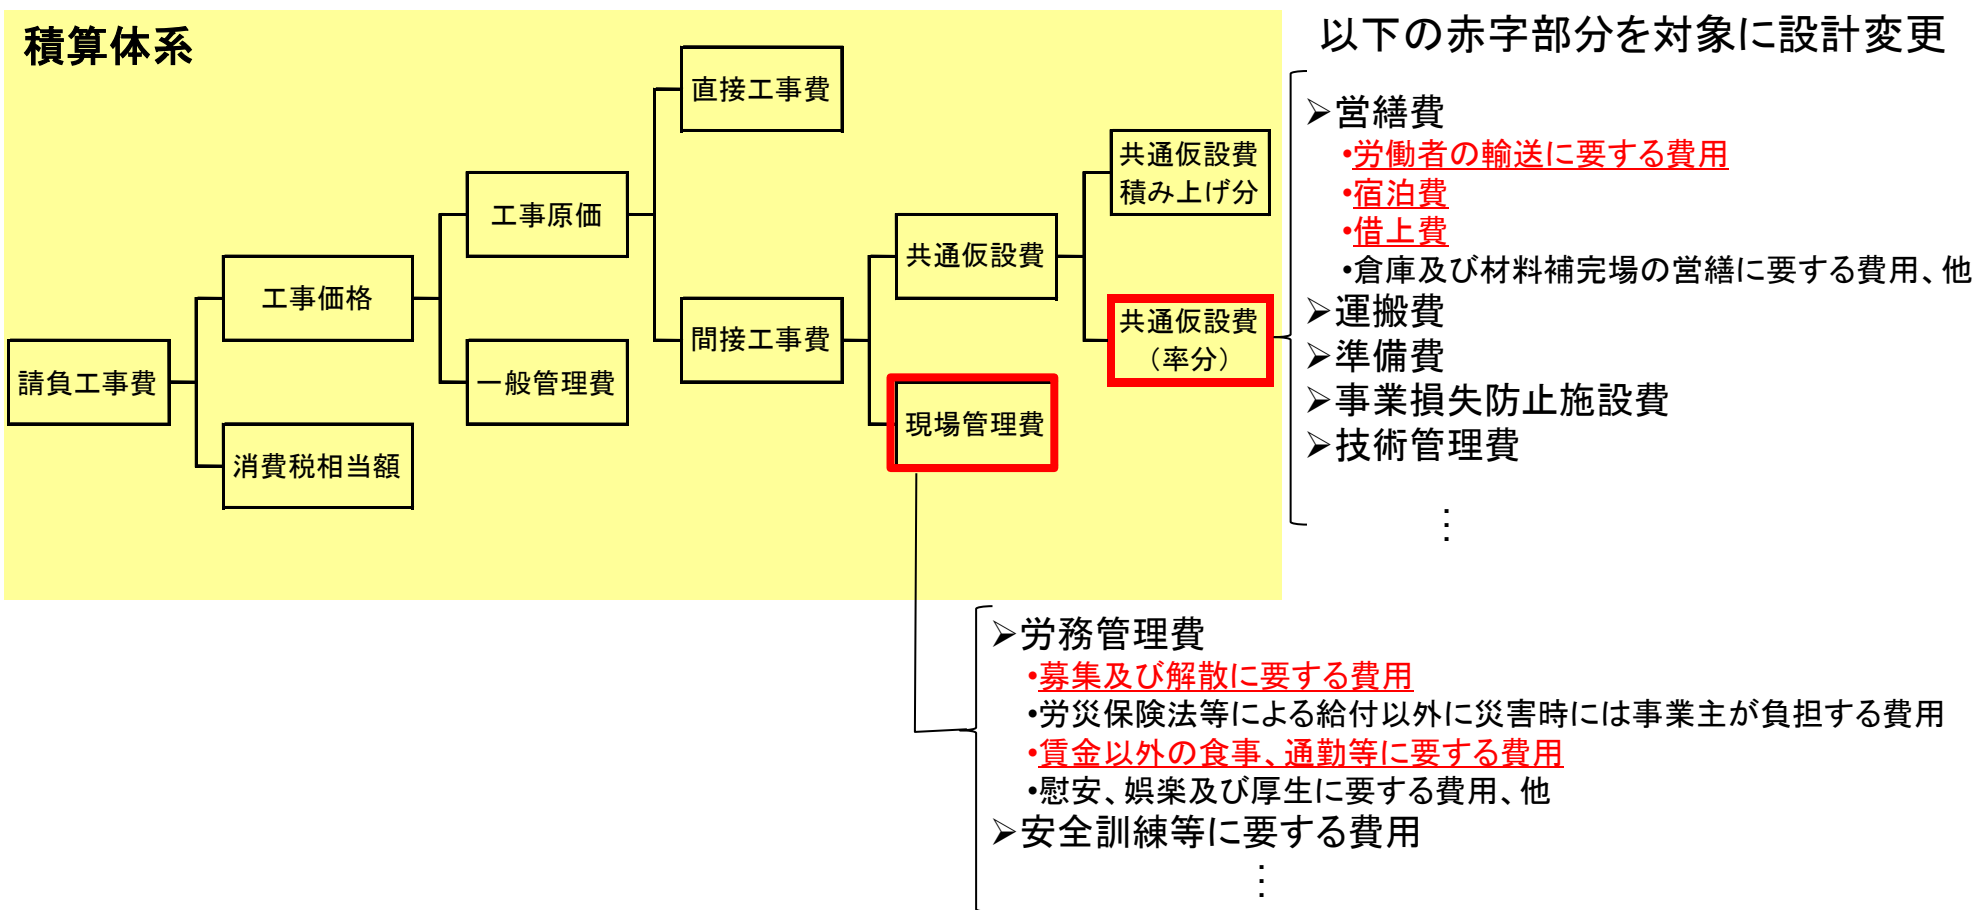 積算体系
以下の赤字部分を対象に設計変更
直接工事費
共通仮設費
積み上げ分
工事原価
共通仮設費
工事価格
間接工事費
共通仮設費
（率分）
請負工事費
一般管理費
現場管理費
消費税相当額
➢営繕費
•労働者の輸送に要する費用
•宿泊費
•借上費
•倉庫及び材料補完場の営繕に要する費用、他
➢運搬費
➢準備費
➢事業損失防止施設費
➢技術管理費
⋮
➢労務管理費
•募集及び解散に要する費用
•労災保険法等による給付以外に災害時には事業主が負担する費用
•賃金以外の食事、通勤等に要する費用
•慰安、娯楽及び厚生に要する費用、他
➢安全訓練等に要する費用
⋮